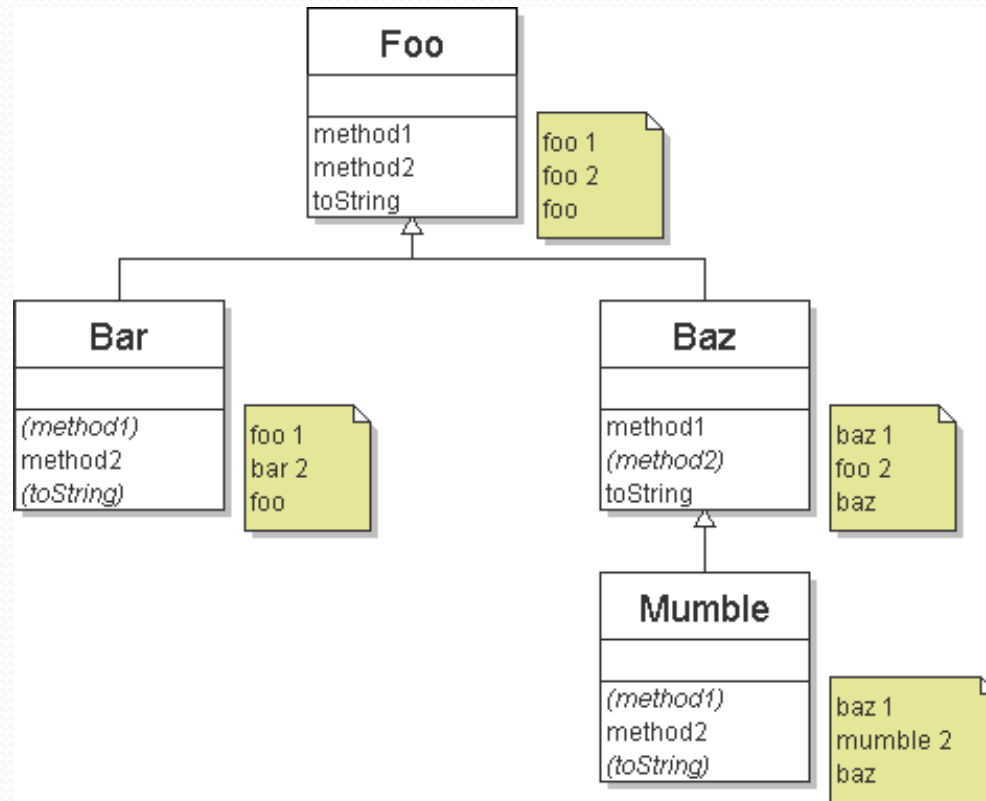 Foo
method1
method2
toString
foo 1
foo 2
foo
Bar
(method1)
method2
(toString)
foo 1
bar 2
foo
Baz
method1
(method2)
toString
baz 1
foo 2
baz
Mumble
(method1)
method2
(toString)
baz 1
mumble 2
baz